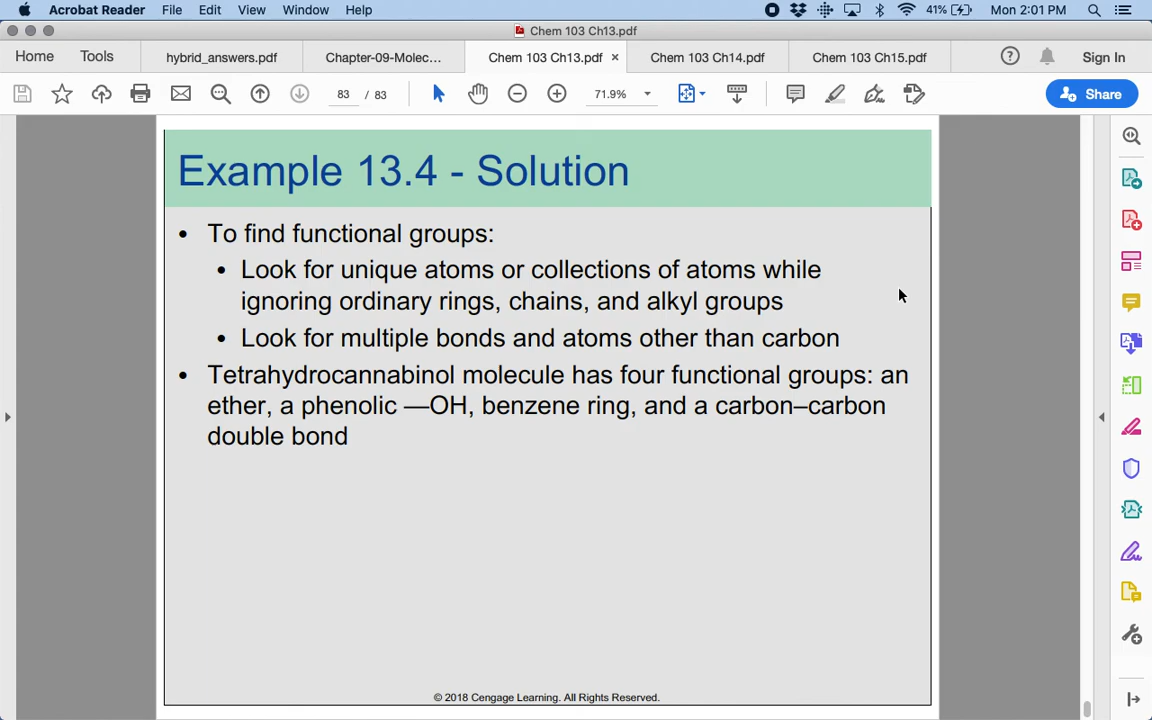 Acrobat Reader File Edit View Window Help 41% Mon 2:01 PM
Chem 103 Ch13.pdf
Home Tools hybrid_answers.pdf Chapter-09-Molec... Chem 103 Ch13.pdf × Chem 103 Ch14.pdf Chem 103 Ch15.pdf ? Sign In
83 / 83 71.9% Share
Example 13.4 - Solution
• To find functional groups:
• Look for unique atoms or collections of atoms while
ignoring ordinary rings, chains, and alkyl groups
• Look for multiple bonds and atoms other than carbon
• Tetrahydrocannabinol molecule has four functional groups: an
ether, a phenolic —OH, benzene ring, and a carbon–carbon
double bond
© 2018 Cengage Learning. All Rights Reserved.